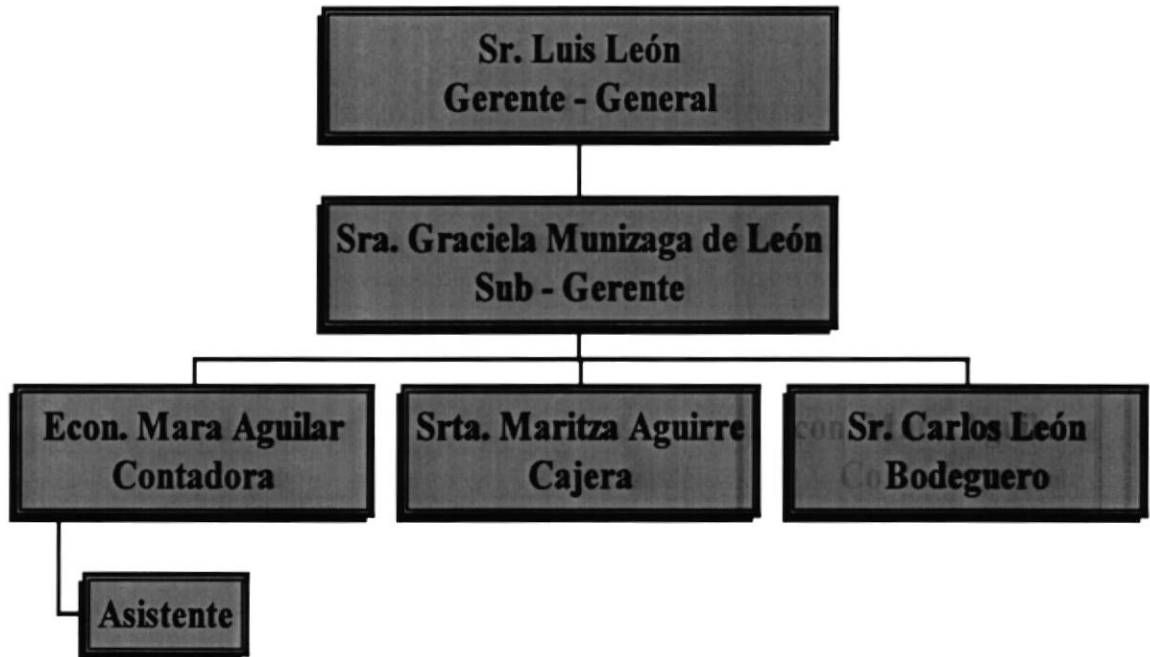 Sr. Luis León
Gerente - General
Sra. Graciela Munizaga de León
Sub - Gerente
Econ. Mara Aguilar
Contadora
Srta. Maritza Aguirre
Cajera
Sr. Carlos León
Bodeguero
Asistente